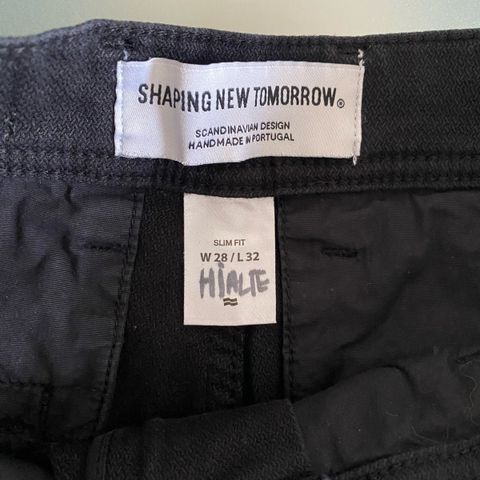 SHAPING NEW TOMORROW®
SCANDINAVIAN DESIGN
HANDMADE IN PORTUGAL
SLIM FIT
W 28 / L 32
HIALTE